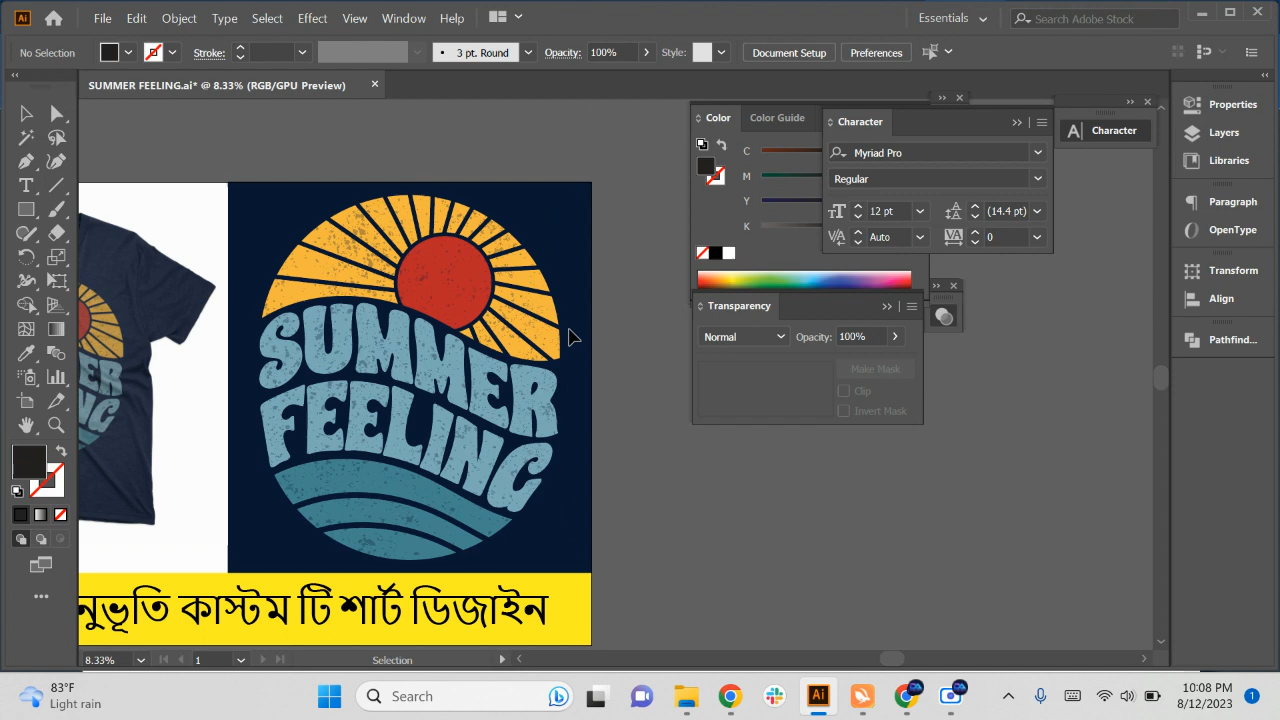 File Edit Object Type Select Effect View Window Help
Essentials
Search Adobe Stock
No Selection
Stroke:
3 pt. Round
Opacity: 100%
Style:
Document Setup
Preferences
SUMMER FEELING.ai* @ 8.33% (RGB/GPU Preview)
Color
Color Guide
C
M
Y
K
Character
Myriad Pro
Regular
12 pt
(14.4 pt)
Auto
0
Transparency
Normal
Opacity: 100%
Make Mask
Clip
Invert Mask
Character
Properties
Layers
Libraries
Paragraph
OpenType
Transform
Align
Pathfin...
SUMMER
FEELING
নুভূতি কাস্টম টি শার্ট ডিজাইন
8.33%
1
Selection
83°F
Light rain
Search
10:08 PM
8/12/2023
1